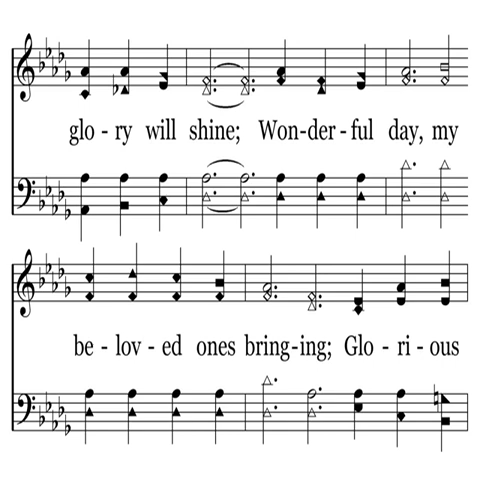 glo - ry will shine; Won-der-ful day, my
be - lov - ed ones bring-ing; Glo - ri - ous